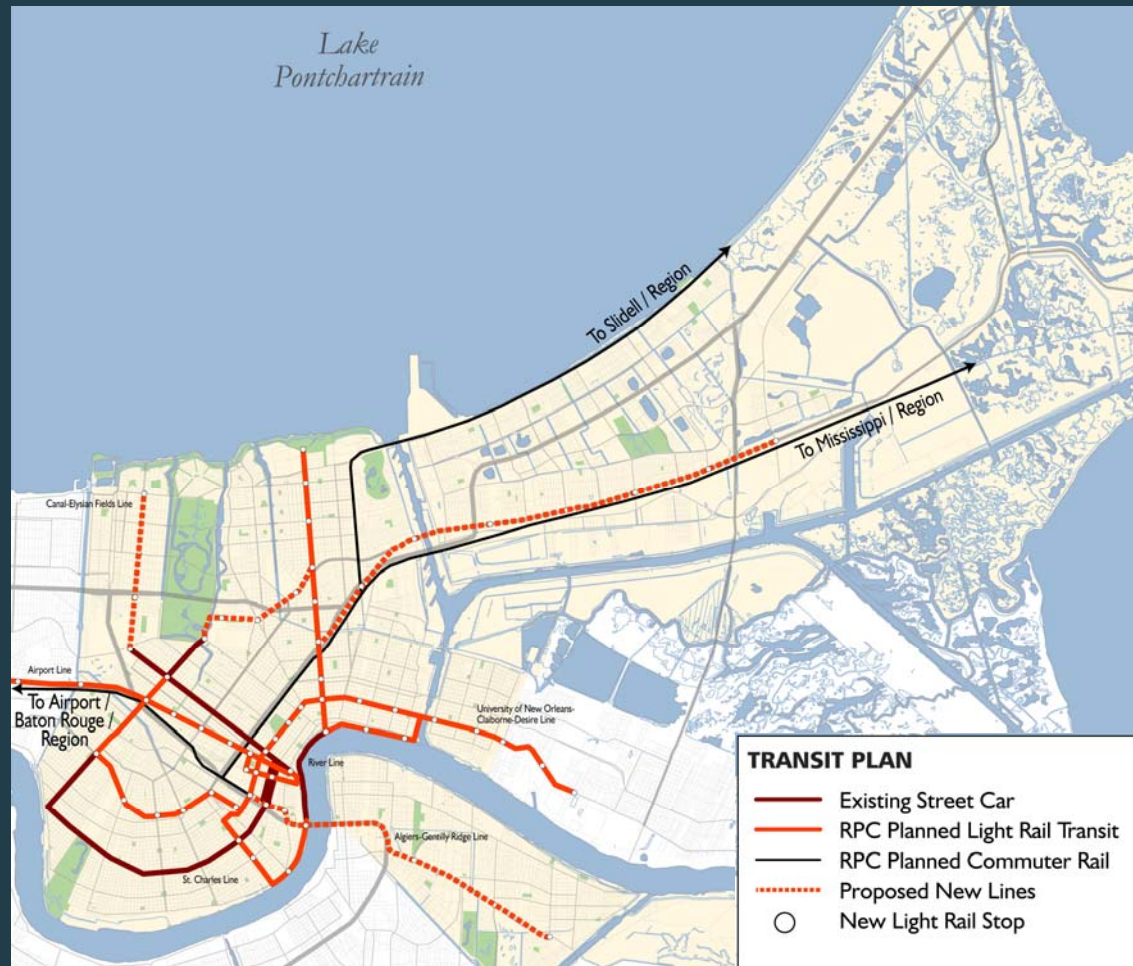 Lake
Pontchartrain
To Slidell / Region
To Mississippi / Region
Canal-Elysian Fields Line
Airport Line
To Airport /
Baton Rouge /
Region
University of New Orleans-
Claiborne-Desire Line
River Line
Algiers-Gentilly Ridge Line
St. Charles Line
TRANSIT PLAN
Existing Street Car
RPC Planned Light Rail Transit
RPC Planned Commuter Rail
Proposed New Lines
New Light Rail Stop